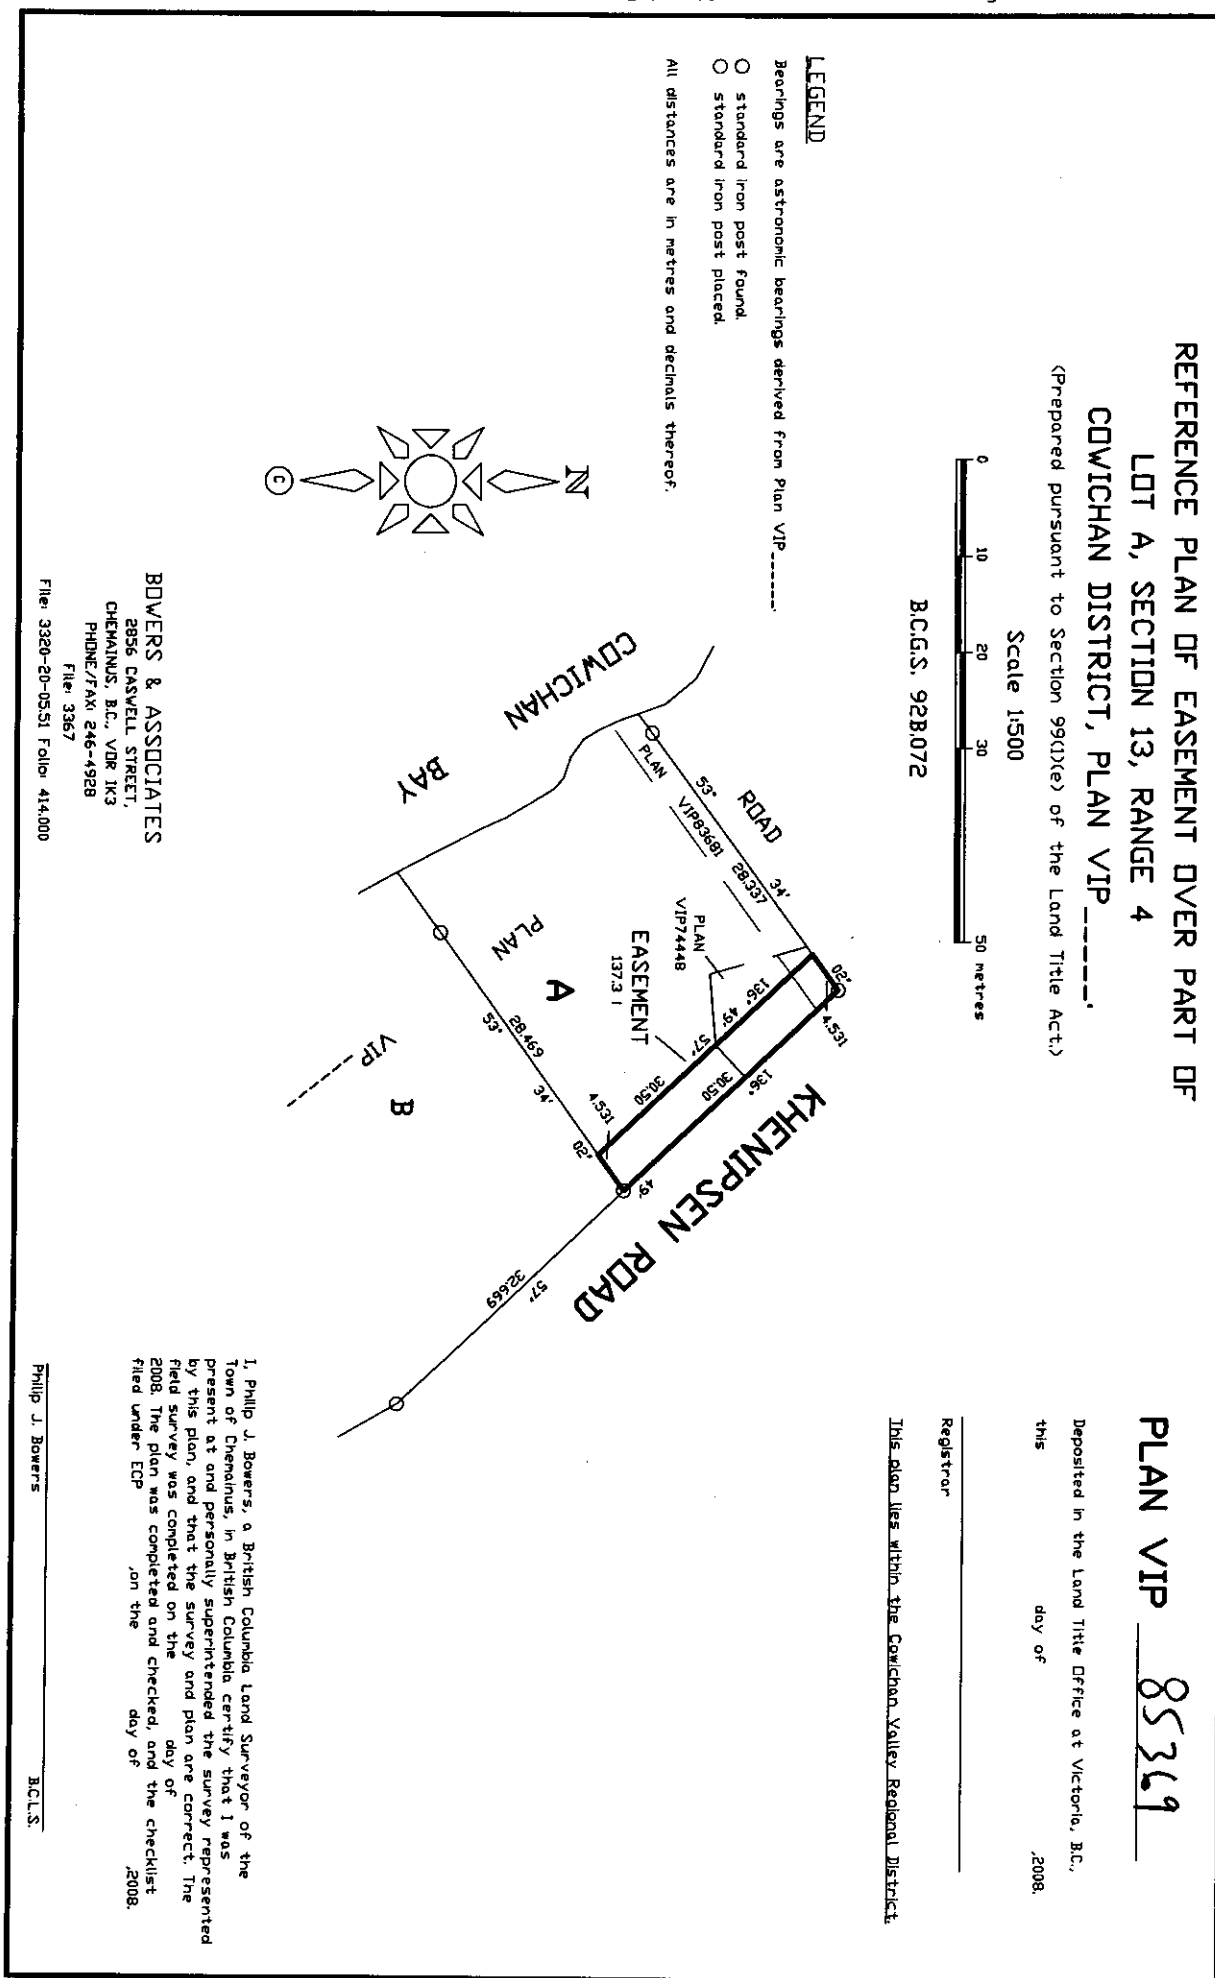 REFERENCE PLAN OF EASEMENT OVER PART OF
LOT A, SECTION 13, RANGE 4
COWICHAN DISTRICT, PLAN VIP_____.
(Prepared pursuant to Section 99(1)(e) of the Land Title Act.)
Scale 1:500
0 10 20 30 50 metres
B.C.G.S. 92B.072
PLAN VIP 85369
Deposited in the Land Title Office at Victoria, B.C.,
this day of ,2008.
Registrar
This plan lies within the Cowichan Valley Regional District.
LEGEND
Bearings are astronomic bearings derived from Plan VIP______.
O standard iron post found.
O standard iron post placed.
All distances are in metres and decimals thereof.
N
C
COWICHAN
BAY
ROAD
53° 34' 02"
28.337
PLAN VIP83681
PLAN
VIP74448
EASEMENT
137.3
136° 49' 57"
30.50
4.531
136° 49' 57"
30.50
4.531
KHENIPSEN ROAD
PLAN
A
28.469
53° 34' 02"
VIP
B
32.669
BOWERS & ASSOCIATES
2856 CASWELL STREET,
CHEMAINUS, B.C., V0R 1K3
PHONE/FAX: 246-4928
File: 3367
File: 3320-20-05.51 Folio: 414.000
I, Philip J. Bowers, a British Columbia Land Surveyor of the
Town of Chemainus, in British Columbia certify that I was
present at and personally superintended the survey represented
by this plan, and that the survey and plan are correct. The
field survey was completed on the day of
2008. The plan was completed and checked, and the checklist
filed under ECP ,on the day of ,2008.
Philip J. Bowers B.C.L.S.